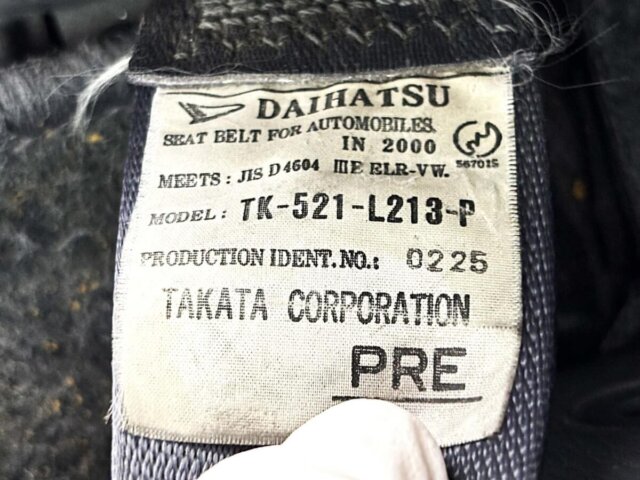 DAIHATSU
SEAT BELT FOR AUTOMOBILES.
IN 2000
567015
MEETS: JIS D4604 ⅢE ELR-VW.
MODEL: TK-521-L213-P
PRODUCTION IDENT.NO.: 0225
TAKATA CORPORATION
PRE